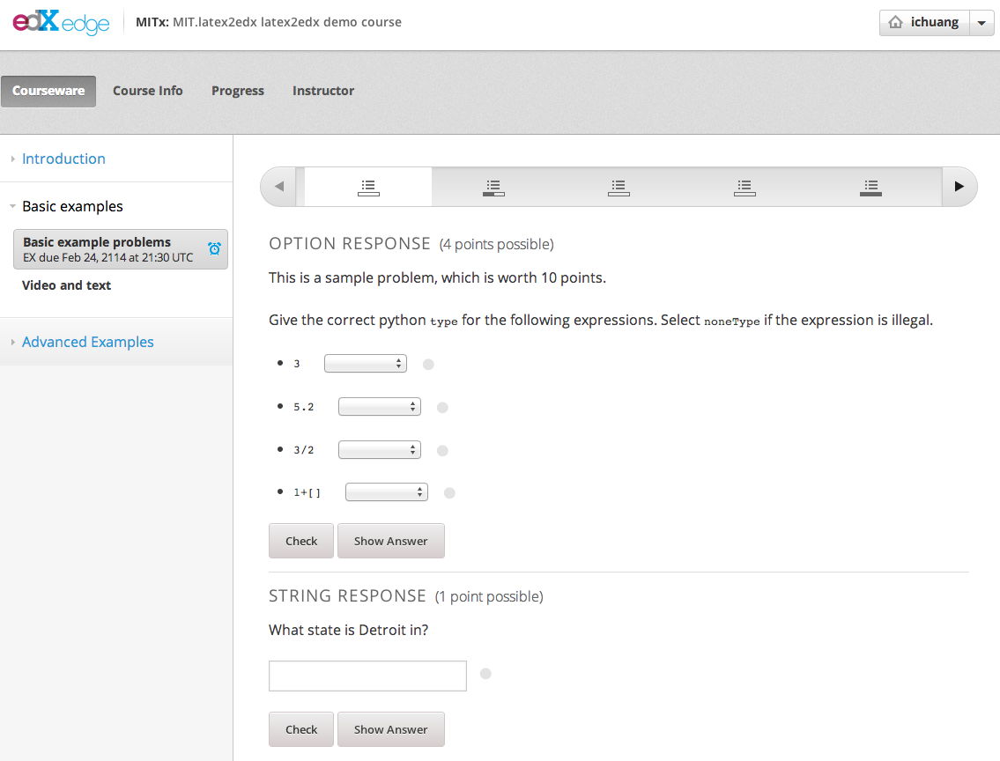 edX edge
MITx: MIT.latex2edx latex2edx demo course
ichuang
Courseware
Course Info
Progress
Instructor
Introduction
Basic examples
Basic example problems
EX due Feb 24, 2114 at 21:30 UTC
Video and text
Advanced Examples
OPTION RESPONSE (4 points possible)
This is a sample problem, which is worth 10 points.
Give the correct python type for the following expressions. Select noneType if the expression is illegal.
3
5.2
3/2
1+[]
Check
Show Answer
STRING RESPONSE (1 point possible)
What state is Detroit in?
Check
Show Answer